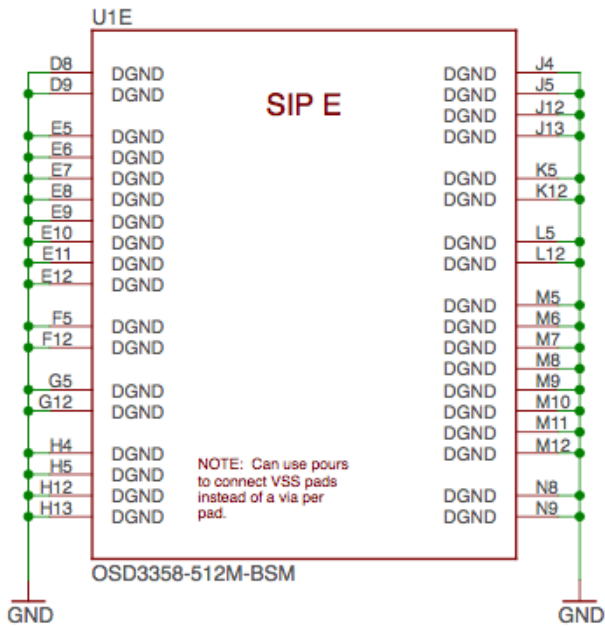 U1E
D8 DGND DGND J4
D9 DGND DGND J5
SIP E
DGND J12
E5 DGND DGND J13
E6 DGND
E7 DGND DGND K5
E8 DGND DGND K12
E9 DGND
E10 DGND DGND L5
E11 DGND DGND L12
E12 DGND
DGND M5
F5 DGND DGND M6
F12 DGND DGND M7
DGND M8
G5 DGND DGND M9
G12 DGND DGND M10
DGND M11
H4 DGND DGND M12
H5 DGND
H12 DGND DGND N8
H13 DGND DGND N9
NOTE: Can use pours
to connect VSS pads
instead of a via per
pad.
OSD3358-512M-BSM
GND GND